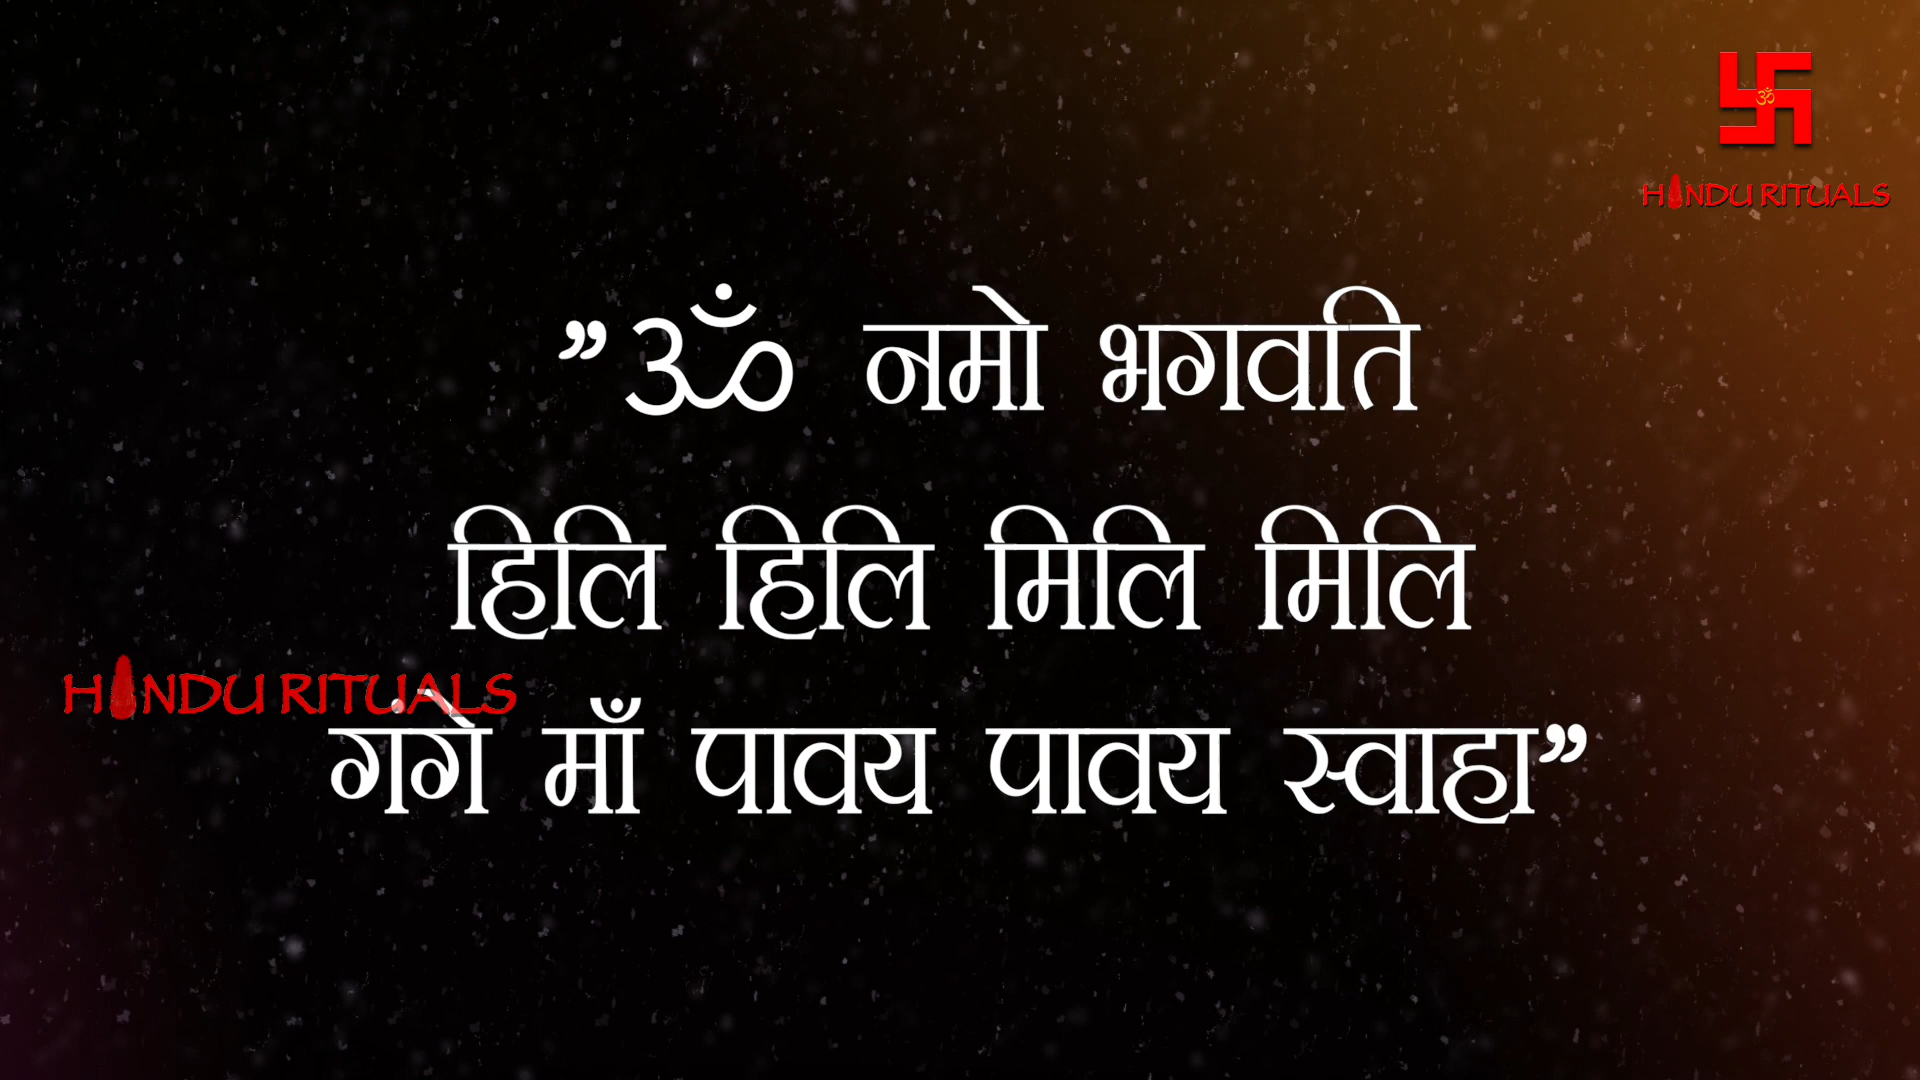 ॐ
HINDU RITUALS
”ॐ नमो भगवति
हिलि हिलि मिलि मिलि
HINDU RITUALS
गंगे माँ पावय पावय स्वाहा”